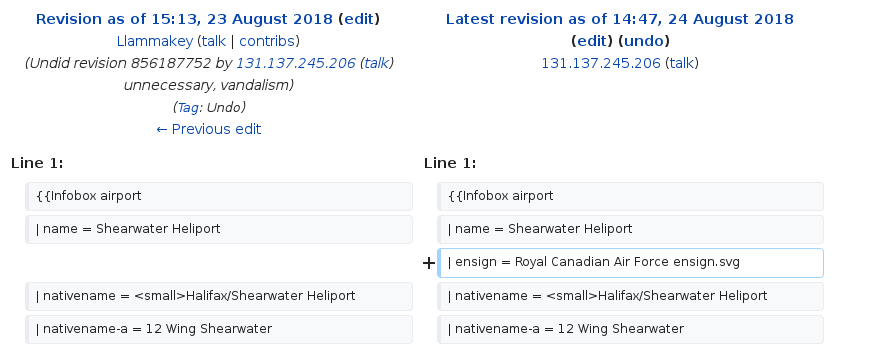 Revision as of 15:13, 23 August 2018 (edit)
Llammakey (talk | contribs)
(Undid revision 856187752 by 131.137.245.206 (talk)
unnecessary, vandalism)
(Tag: Undo)
← Previous edit
Latest revision as of 14:47, 24 August 2018
(edit) (undo)
131.137.245.206 (talk)
Line 1:
Line 1:
{{Infobox airport
{{Infobox airport
| name = Shearwater Heliport
| name = Shearwater Heliport
+ | ensign = Royal Canadian Air Force ensign.svg
| nativename = <small>Halifax/Shearwater Heliport
| nativename = <small>Halifax/Shearwater Heliport
| nativename-a = 12 Wing Shearwater
| nativename-a = 12 Wing Shearwater